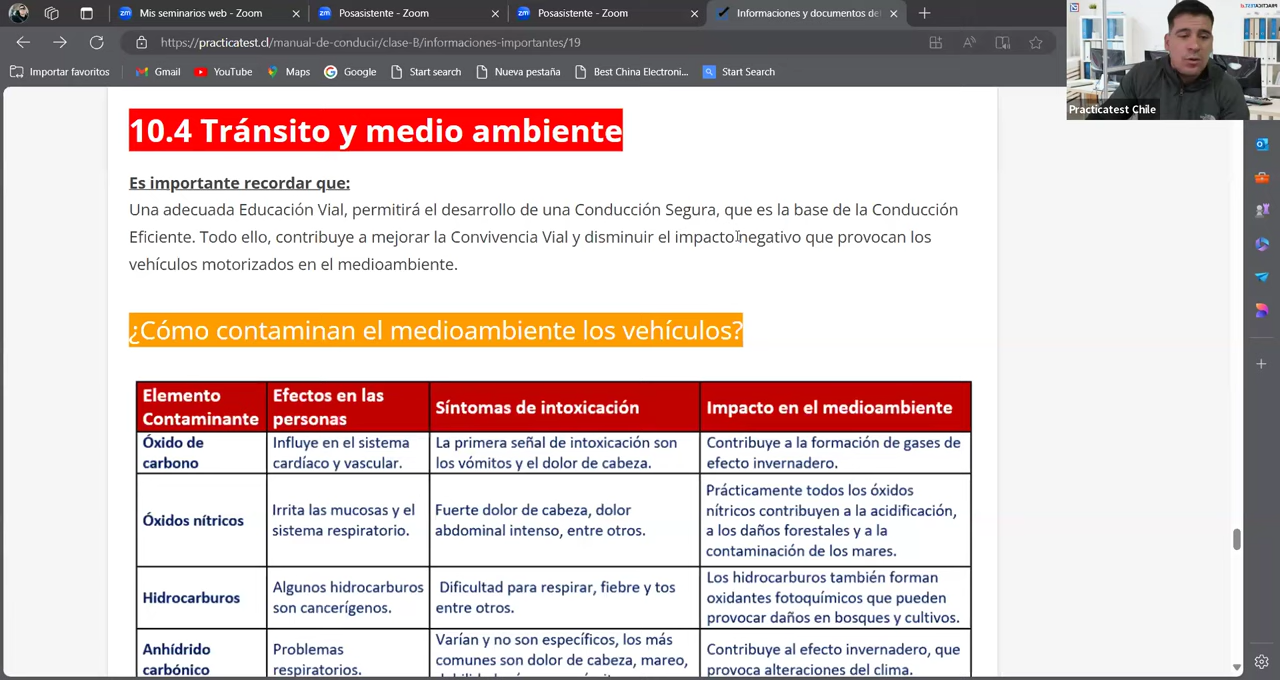 Mis seminarios web - Zoom
Posasistente - Zoom
Posasistente - Zoom
Informaciones y documentos de
https://practicatest.cl/manual-de-conducir/clase-B/informaciones-importantes/19
Importar favoritos
Gmail
YouTube
Maps
Google
Start search
Nueva pestaña
Best China Electroni...
Start Search
Practicatest Chile
10.4 Tránsito y medio ambiente
Es importante recordar que:
Una adecuada Educación Vial, permitirá el desarrollo de una Conducción Segura, que es la base de la Conducción
Eficiente. Todo ello, contribuye a mejorar la Convivencia Vial y disminuir el impacto negativo que provocan los
vehículos motorizados en el medioambiente.
¿Cómo contaminan el medioambiente los vehículos?
Elemento
Contaminante
Efectos en las
personas
Síntomas de intoxicación
Impacto en el medioambiente
Óxido de
carbono
Influye en el sistema
cardíaco y vascular.
La primera señal de intoxicación son
los vómitos y el dolor de cabeza.
Contribuye a la formación de gases de
efecto invernadero.
Óxidos nítricos
Irrita las mucosas y el
sistema respiratorio.
Fuerte dolor de cabeza, dolor
abdominal intenso, entre otros.
Prácticamente todos los óxidos
nítricos contribuyen a la acidificación,
a los daños forestales y a la
contaminación de los mares.
Hidrocarburos
Algunos hidrocarburos
son cancerígenos.
Dificultad para respirar, fiebre y tos
entre otros.
Los hidrocarburos también forman
oxidantes fotoquímicos que pueden
provocar daños en bosques y cultivos.
Anhídrido
carbónico
Problemas
respiratorios.
Varían y no son específicos, los más
comunes son dolor de cabeza, mareo,
Contribuye al efecto invernadero, que
provoca alteraciones del clima.